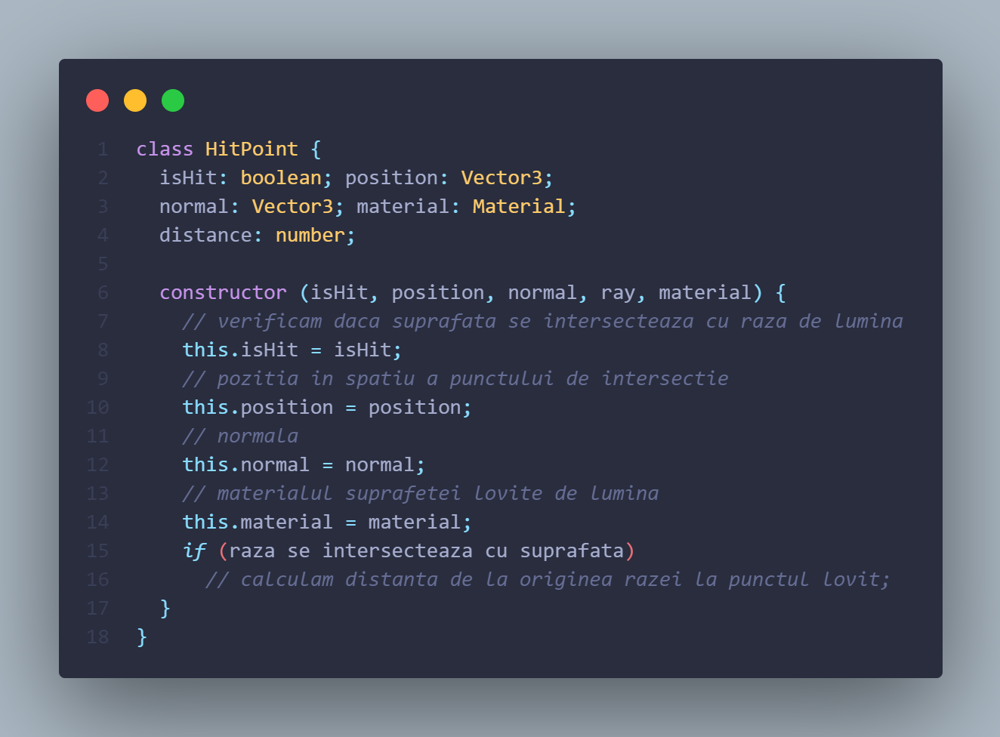 1 class HitPoint {
2 isHit: boolean; position: Vector3;
3 normal: Vector3; material: Material;
4 distance: number;
5
6 constructor (isHit, position, normal, ray, material) {
7 // verificam daca suprafata se intersecteaza cu raza de lumina
8 this.isHit = isHit;
9 // pozitia in spatiu a punctului de intersectie
10 this.position = position;
11 // normala
12 this.normal = normal;
13 // materialul suprafetei lovite de lumina
14 this.material = material;
15 if (raza se intersecteaza cu suprafata)
16 // calculam distanta de la originea razei la punctul lovit;
17 }
18 }